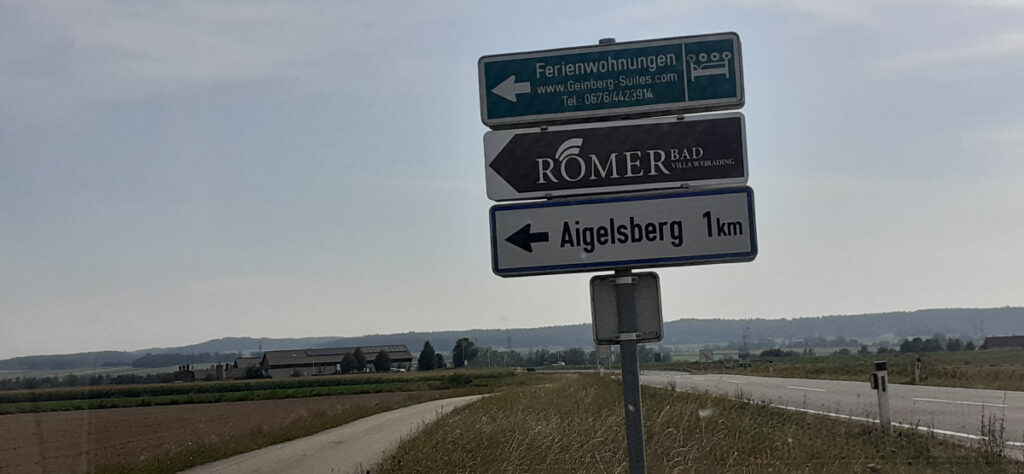 Ferienwohnungen
www.Geinberg-Suites.com
Tel.: 0676/4423914
RÖMER BAD
VILLA WEIRADING
Aigelsberg 1km